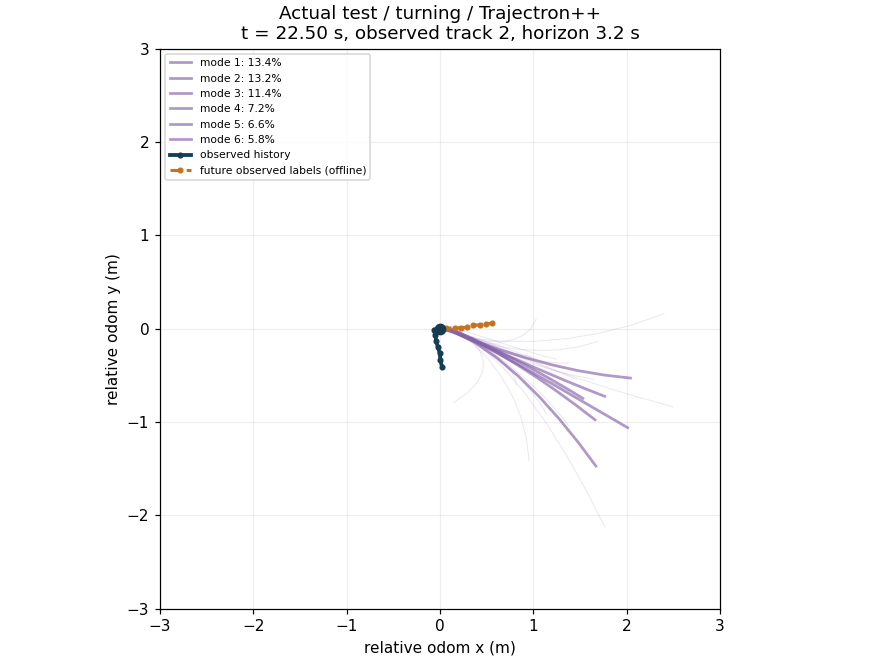 Actual test / turning / Trajectron++
t = 22.50 s, observed track 2, horizon 3.2 s
mode 1: 13.4%
mode 2: 13.2%
mode 3: 11.4%
mode 4: 7.2%
mode 5: 6.6%
mode 6: 5.8%
observed history
future observed labels (offline)
3
2
1
0
−1
−2
−3
relative odom y (m)
−3
−2
−1
0
1
2
3
relative odom x (m)